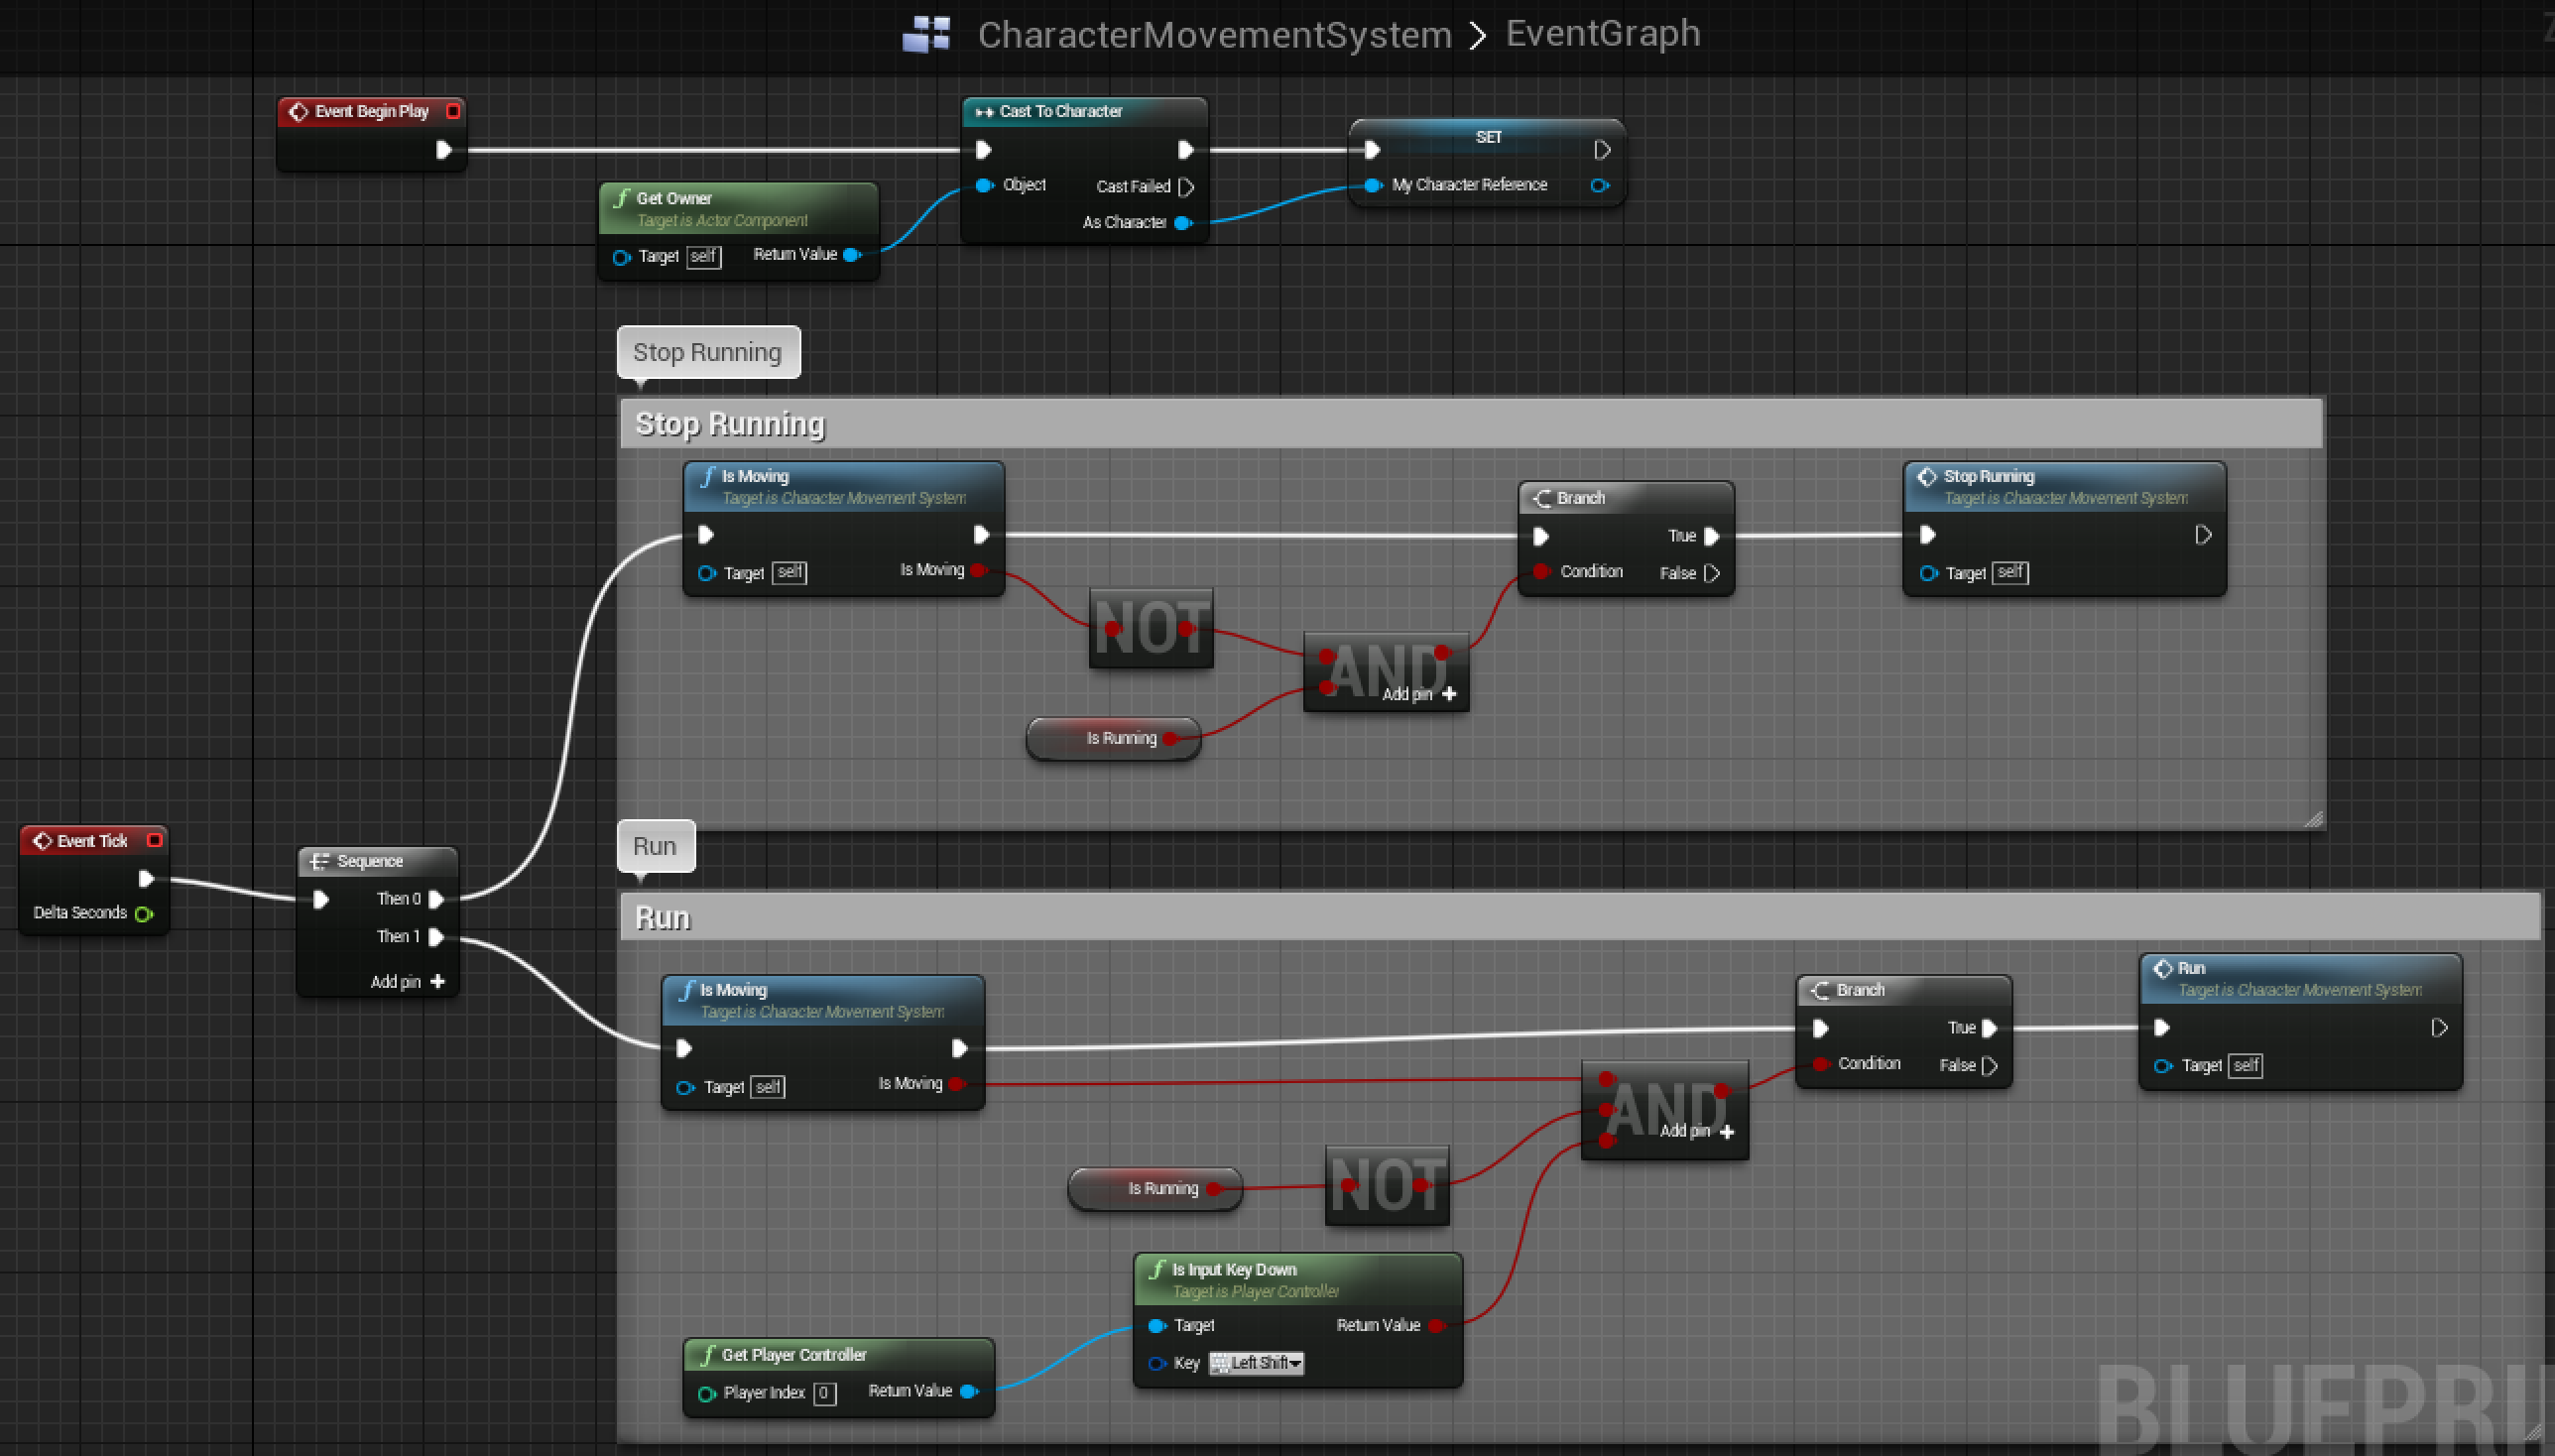 CharacterMovementSystem > EventGraph
Event Begin Play
Cast To Character
Object
Cast Failed
As Character
SET
My Character Reference
Get Owner
Target is Actor Component
Target self
Return Value
Stop Running
Stop Running
Is Moving
Target is Character Movement System
Target self
Is Moving
NOT
Is Running
AND
Add pin
Branch
True
Condition
False
Stop Running
Target is Character Movement System
Target self
Event Tick
Delta Seconds
Sequence
Then 0
Then 1
Add pin
Run
Run
Is Moving
Target is Character Movement System
Target self
Is Moving
Is Running
NOT
AND
Add pin
Branch
True
Condition
False
Run
Target is Character Movement System
Target self
Is Input Key Down
Target is Player Controller
Target
Return Value
Key Left Shift
Get Player Controller
Player Index 0
Return Value